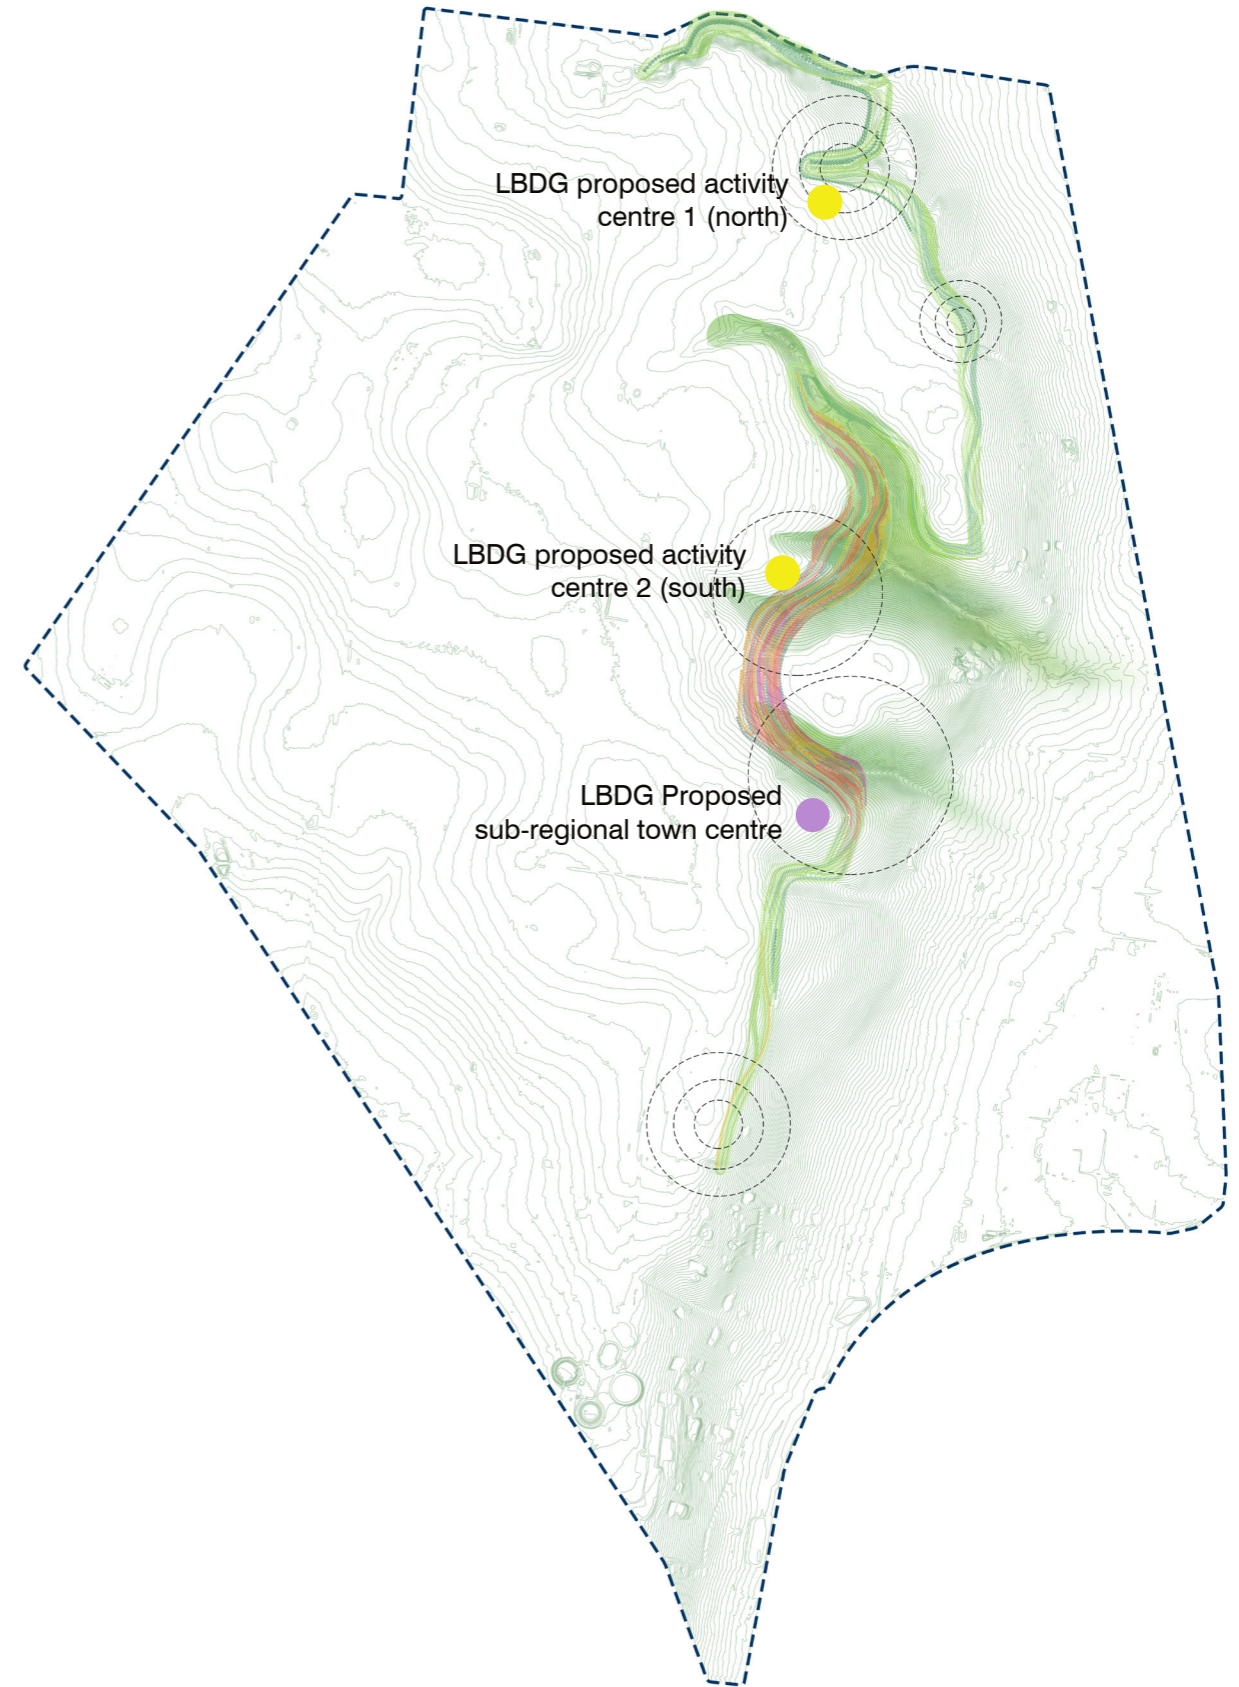 LBDG proposed activity
centre 1 (north)
LBDG proposed activity
centre 2 (south)
LBDG Proposed
sub-regional town centre